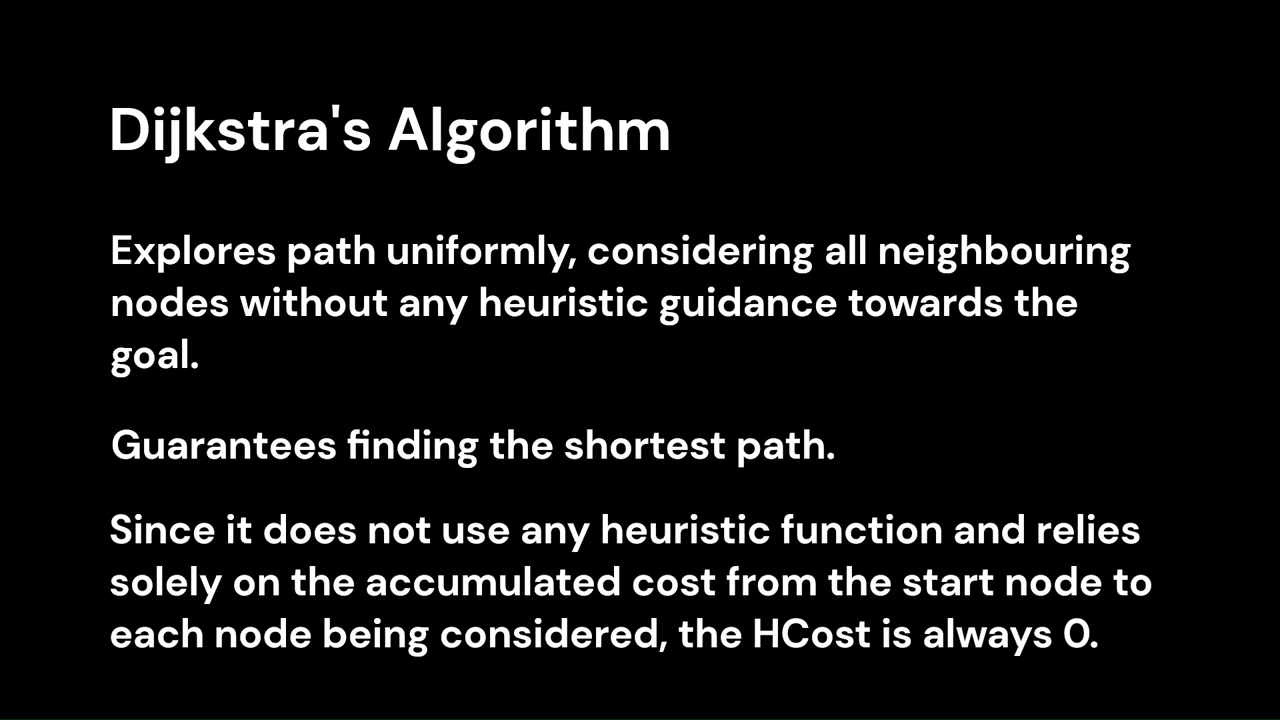 Dijkstra's Algorithm
Explores path uniformly, considering all neighbouring
nodes without any heuristic guidance towards the
goal.
Guarantees finding the shortest path.
Since it does not use any heuristic function and relies
solely on the accumulated cost from the start node to
each node being considered, the HCost is always 0.